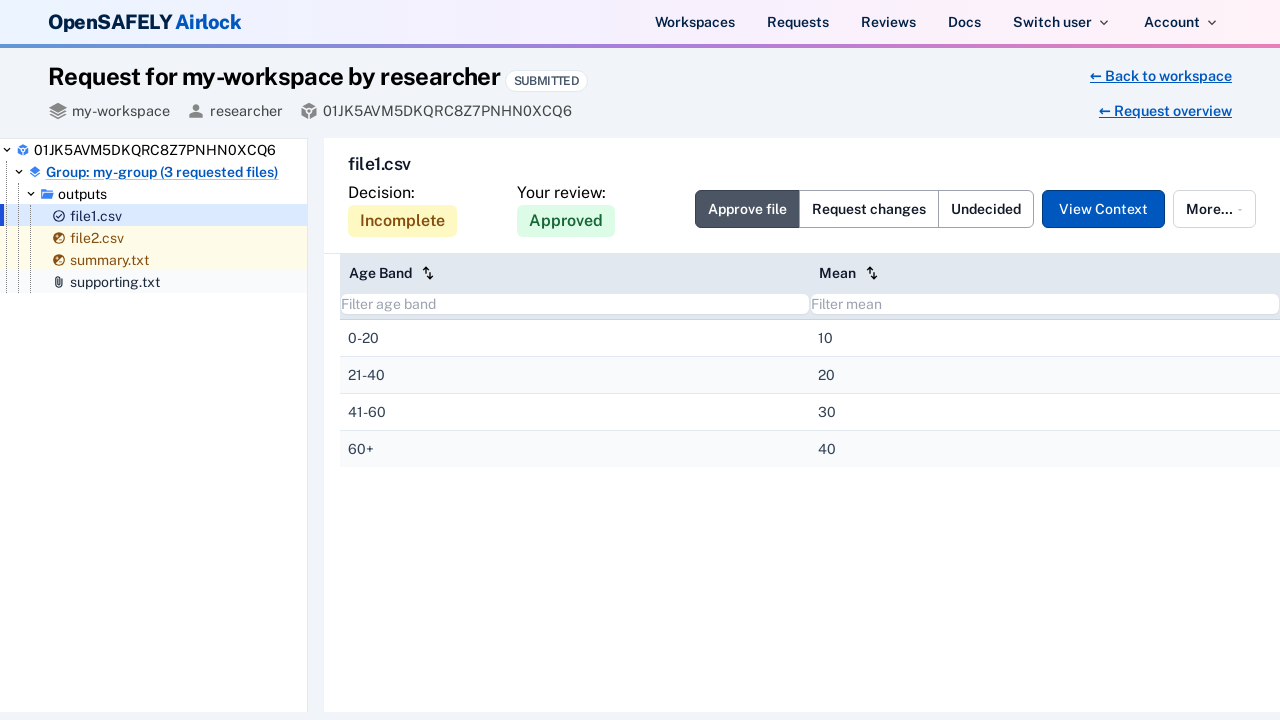 OpenSAFELY Airlock
Workspaces
Requests
Reviews
Docs
Switch user
Account
Request for my-workspace by researcher
SUBMITTED
← Back to workspace
my-workspace
researcher
01JK5AVM5DKQRC8Z7PNHN0XCQ6
← Request overview
01JK5AVM5DKQRC8Z7PNHN0XCQ6
Group: my-group (3 requested files)
outputs
file1.csv
file2.csv
summary.txt
supporting.txt
file1.csv
Decision:
Incomplete
Your review:
Approved
Approve file
Request changes
Undecided
View Context
More...
Age Band
Mean
Filter age band
Filter mean
0-20
10
21-40
20
41-60
30
60+
40